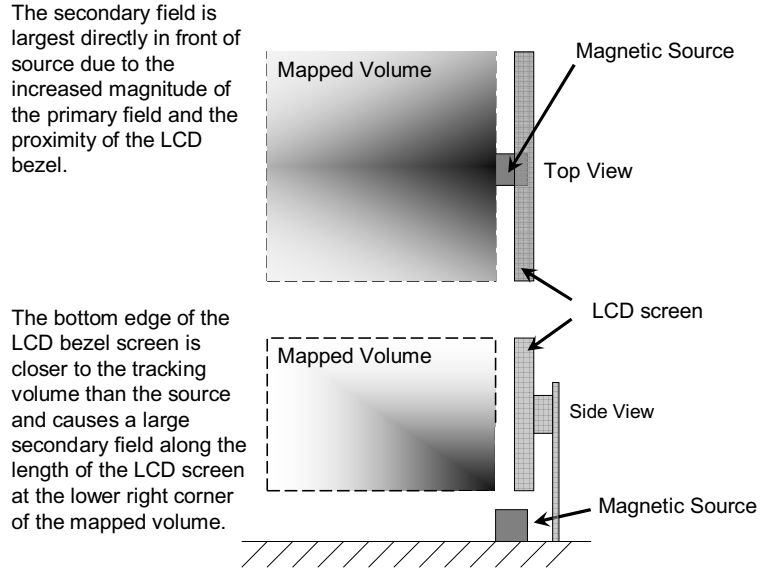 The secondary field is
largest directly in front of
source due to the
increased magnitude of
the primary field and the
proximity of the LCD
bezel.
Mapped Volume
Magnetic Source
Top View
LCD screen
The bottom edge of the
LCD bezel screen is
closer to the tracking
volume than the source
and causes a large
secondary field along the
length of the LCD screen
at the lower right corner
of the mapped volume.
Mapped Volume
Side View
Magnetic Source